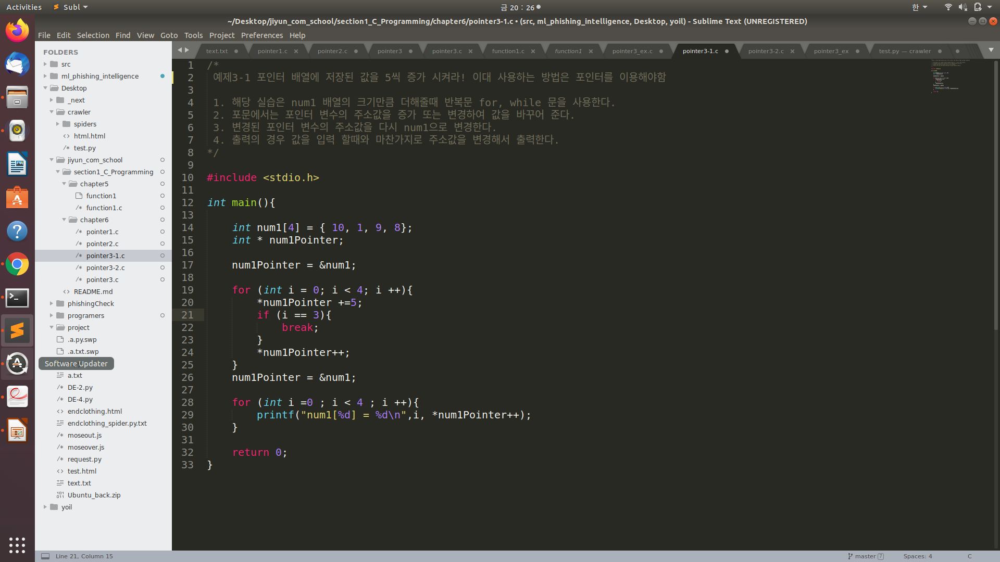 Activities
Subl
금 20 : 26
한
~/Desktop/jiyun_com_school/section1_C_Programming/chapter6/pointer3-1.c • (src, ml_phishing_intelligence, Desktop, yoil) - Sublime Text (UNREGISTERED)
File Edit Selection Find View Goto Tools Project Preferences Help
text.txt
pointer1.c
pointer2.c
pointer3
pointer3.c
function1.c
function1
pointer3_ex.c
pointer3-1.c
pointer3-2.c
pointer3_ex
test.py — crawler
FOLDERS
src
ml_phishing_intelligence
Desktop
_next
crawler
spiders
html.html
test.py
jiyun_com_school
section1_C_Programming
chapter5
function1
function1.c
chapter6
pointer1.c
pointer2.c
pointer3-1.c
pointer3-2.c
pointer3.c
README.md
phishingCheck
programers
project
.a.py.swp
.a.txt.swp
Software Updater
a.txt
DE-2.py
DE-4.py
endclothing.html
endclothing_spider.py.txt
moseout.js
moseover.js
request.py
test.html
text.txt
Ubuntu_back.zip
yoil
1 /*
2 예제3-1 포인터 배열에 저장된 값을 5씩 증가 시켜라! 이대 사용하는 방법은 포인터를 이용해야함
3
4 1. 해당 실습은 num1 배열의 크기만큼 더해줄때 반복문 for, while 문을 사용한다.
5 2. 포문에서는 포인터 변수의 주소값을 증가 또는 변경하여 값을 바꾸어 준다.
6 3. 변경된 포인터 변수의 주소값을 다시 num1으로 변경한다.
7 4. 출력의 경우 값을 입력 할때와 마찬가지로 주소값을 변경해서 출력한다.
8 */
9
10 #include <stdio.h>
11
12 int main(){
13
14 int num1[4] = { 10, 1, 9, 8};
15 int * num1Pointer;
16
17 num1Pointer = &num1;
18
19 for (int i = 0; i < 4; i ++){
20 *num1Pointer +=5;
21 if (i == 3){
22 break;
23 }
24 *num1Pointer++;
25 }
26 num1Pointer = &num1;
27
28 for (int i =0 ; i < 4 ; i ++){
29 printf("num1[%d] = %d\n",i, *num1Pointer++);
30 }
31
32 return 0;
33 }
Line 21, Column 15
master 7
Spaces: 4
C